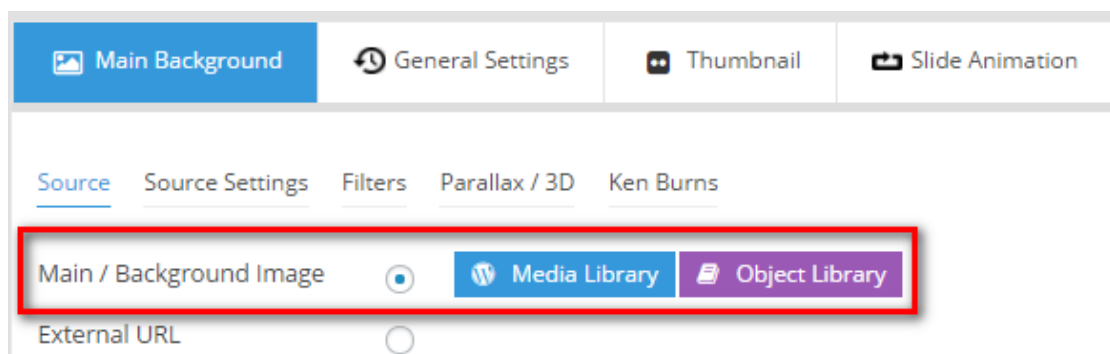 Main Background General Settings Thumbnail Slide Animation
Source Source Settings Filters Parallax / 3D Ken Burns
Main / Background Image Media Library Object Library
External URL